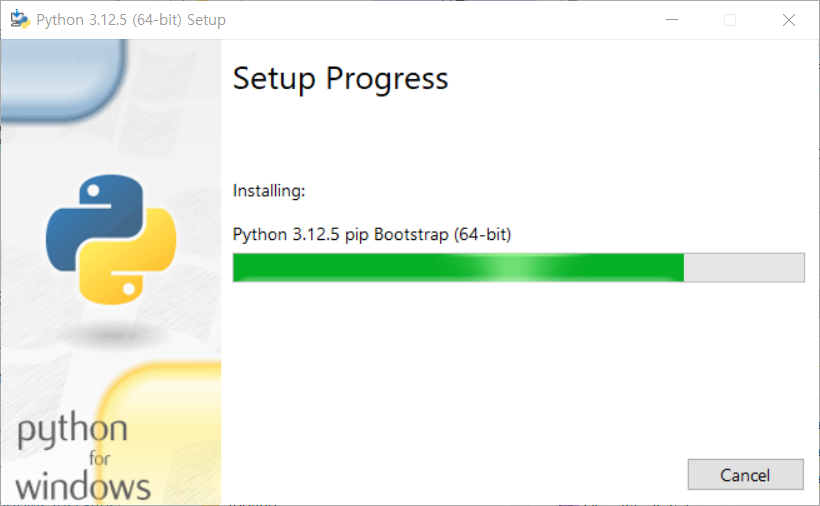 Python 3.12.5 (64-bit) Setup
Setup Progress
Installing:
Python 3.12.5 pip Bootstrap (64-bit)
python
for
windows
Cancel